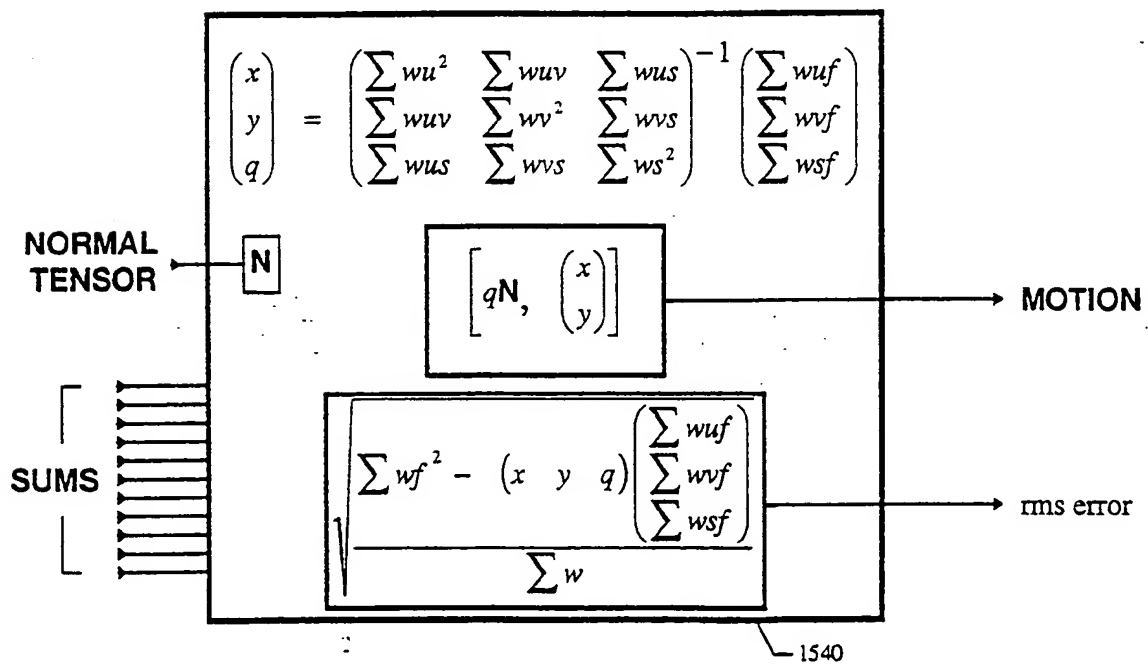 (x y q) = (∑wu² ∑wuv ∑wus
∑wuv ∑wv² ∑wvs
∑wus ∑wvs ∑ws²)⁻¹ (∑wuf
∑wvf
∑wsf)
NORMAL
TENSOR
N
[qN, (x y)]
MOTION
SUMS
√ ∑wf² - (x y q) (∑wuf
∑wvf
∑wsf)
∑w
rms error
1540